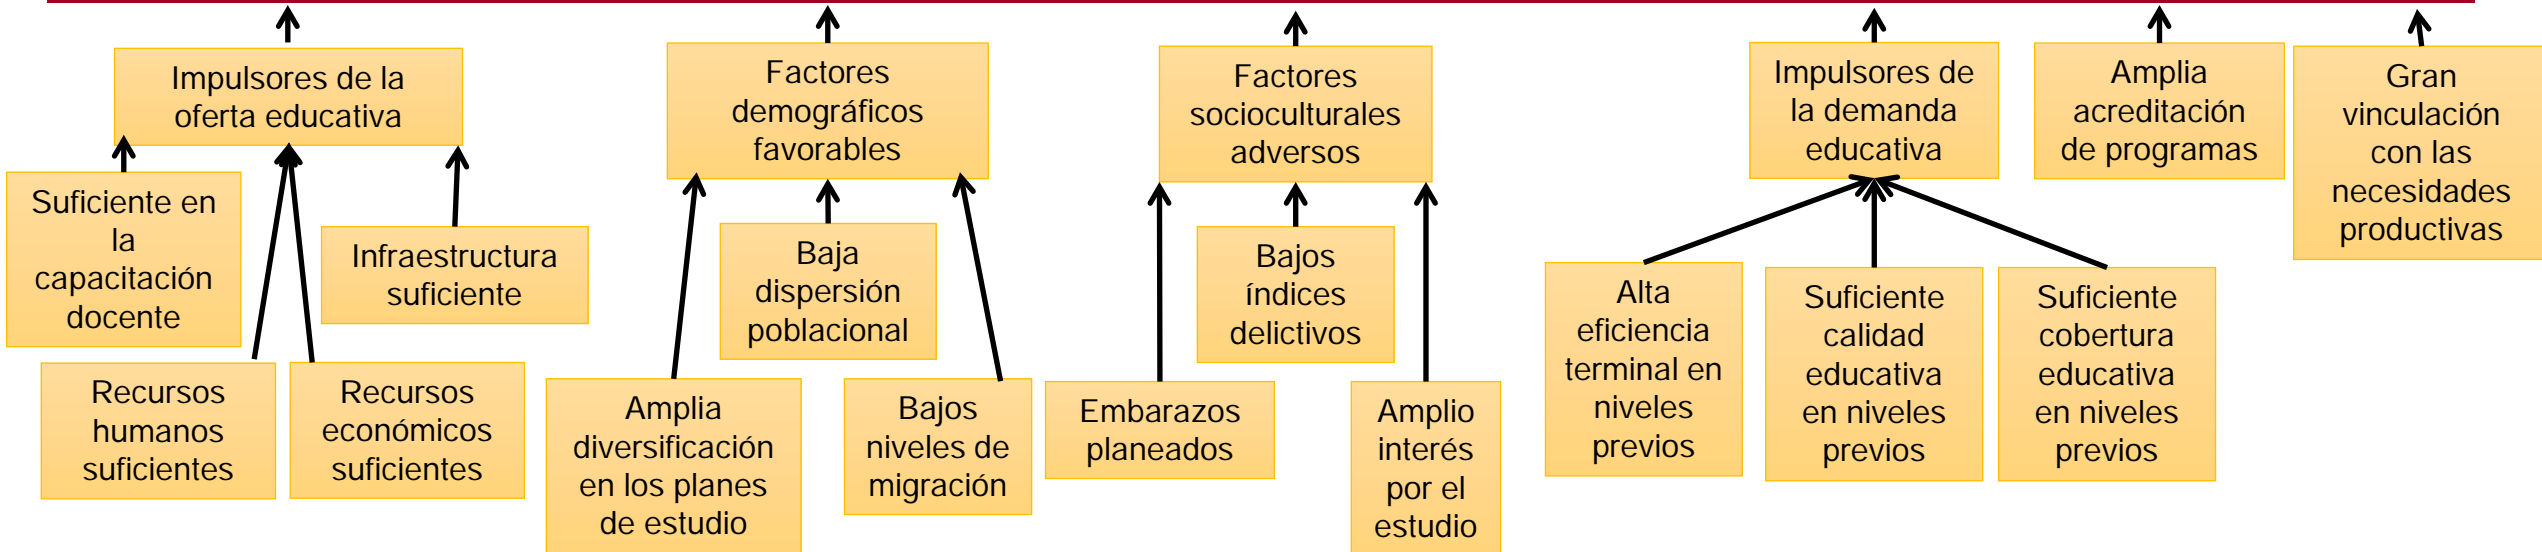 Impulsores de la
oferta educativa
Factores
demográficos
favorables
Factores
socioculturales
adversos
Impulsores de
la demanda
educativa
Amplia
acreditación
de programas
Gran
vinculación
con las
necesidades
productivas
Suficiente en
la
capacitación
docente
Infraestructura
suficiente
Recursos
humanos
suficientes
Recursos
económicos
suficientes
Baja
dispersión
poblacional
Amplia
diversificación
en los planes
de estudio
Bajos
niveles de
migración
Bajos
índices
delictivos
Embarazos
planeados
Amplio
interés
por el
estudio
Alta
eficiencia
terminal en
niveles
previos
Suficiente
calidad
educativa
en niveles
previos
Suficiente
cobertura
educativa
en niveles
previos